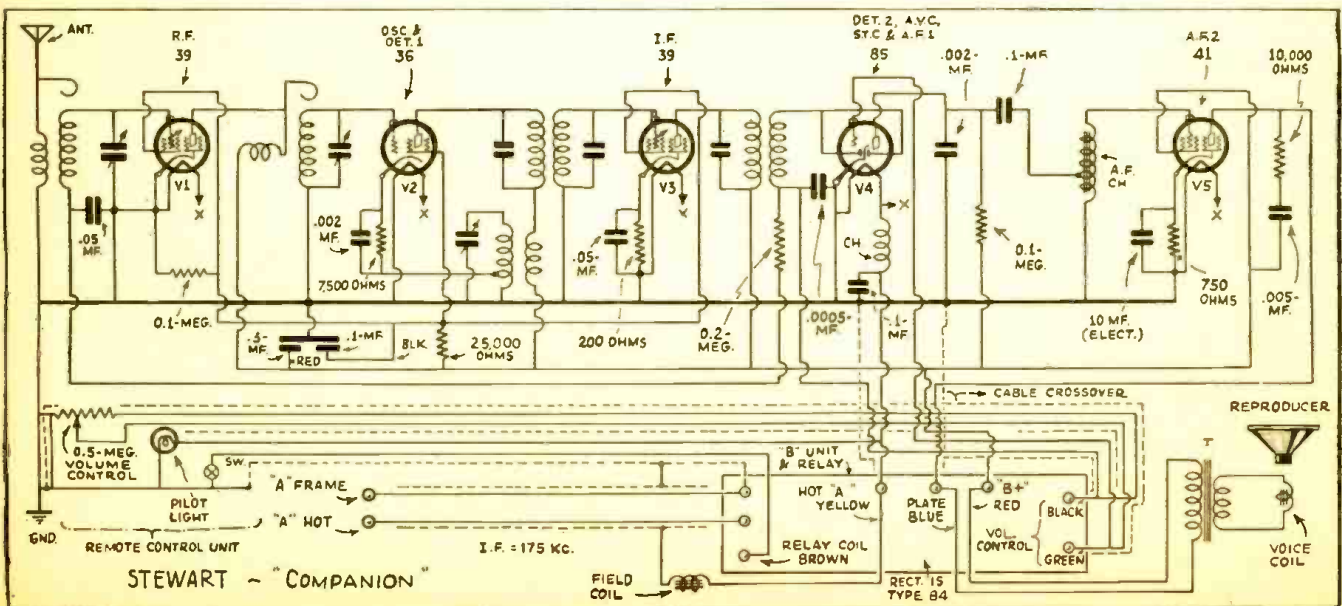 ANT.
R.F.
39
OSC. &
DET. 1
36
I.F.
39
DET. 2, A.V.C,
ST.C & A.F.1
85
.002-
MF.
.1-MF.
A.F.2
41
10,000
OHMS
V1
V2
V3
V4
V5
X
X
X
X
A.F.
CH.
.05
MF.
.002
MF.
.05-
MF.
CH.
0.1-MEG.
7,500 OHMS
200 OHMS
0.2-
MEG.
.0005-
MF.
.1-
MF
0.1-
MEG.
10 MF.
(ELECT.)
750
OHMS
.005-
MF.
.5-
MF.
RED
.1-MF
BLK
25,000
OHMS
CABLE CROSSOVER
REPRODUCER
0.5-MEG.
VOLUME
CONTROL
PILOT
LIGHT
SW.
"A" FRAME
"A" HOT
"B" UNIT
& RELAY
HOT "A"
YELLOW
PLATE
BLUE
"B+"
RED
BLACK
VOL.
CONTROL
GREEN
T
VOICE
COIL
GND.
REMOTE CONTROL UNIT
I.F. = 175 KC.
RELAY COIL
BROWN
STEWART ~ "COMPANION"
FIELD
COIL
RECT. IS
TYPE 84